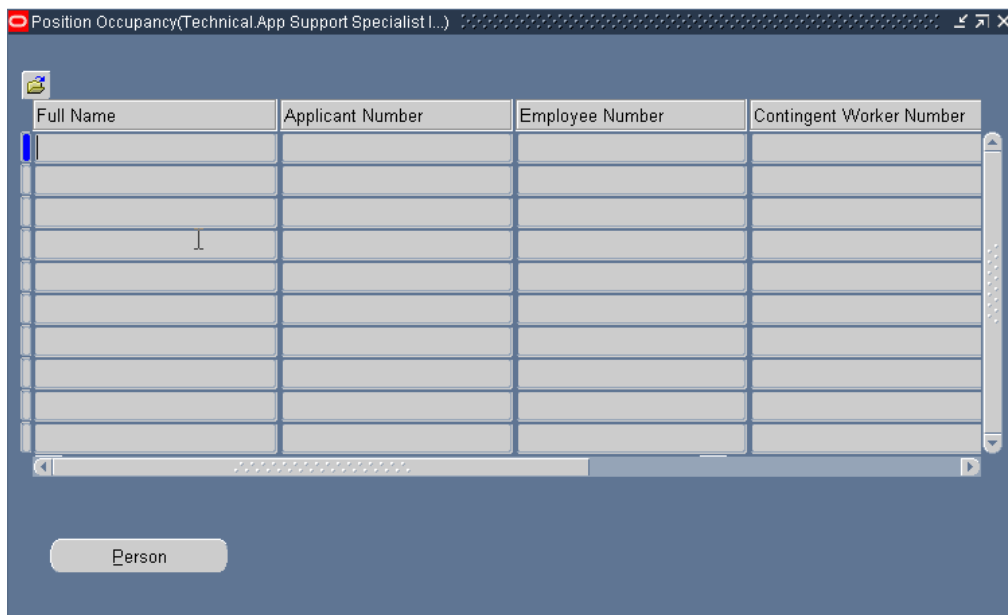 Position Occupancy(Technical.App Support Specialist I...)
Full Name Applicant Number Employee Number Contingent Worker Number
Person